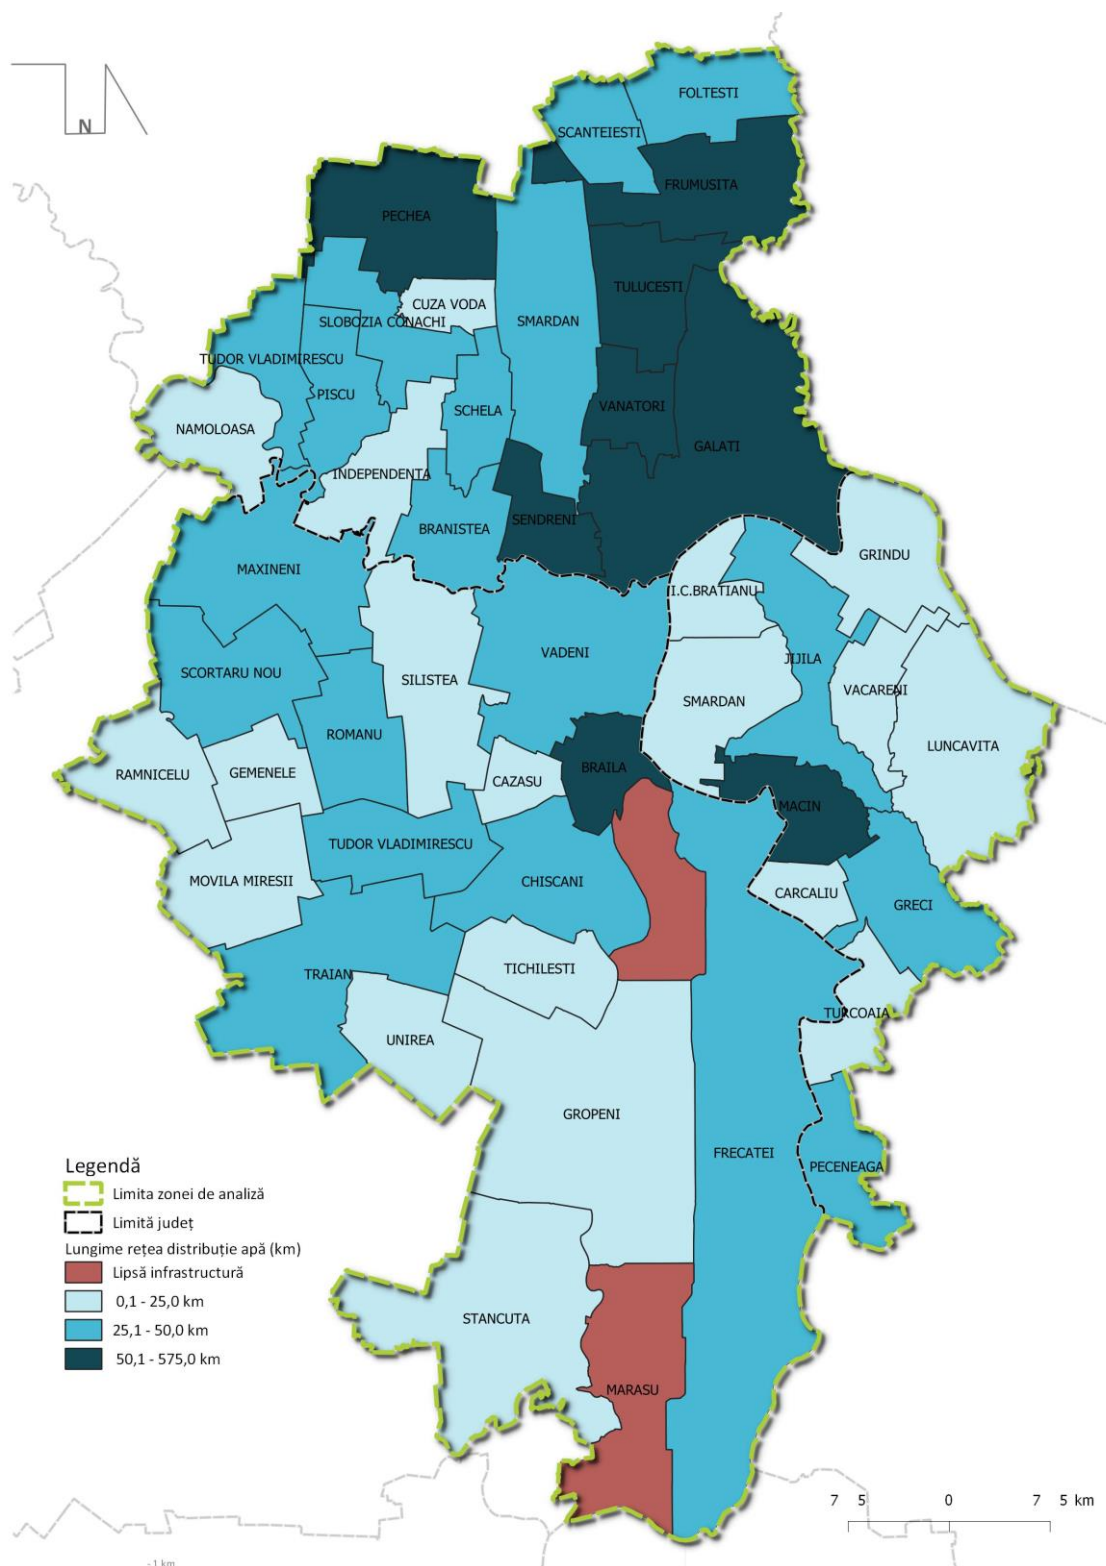 FOLTESTI
SCANTEIESTI
N
FRUMUSITA
PECHEA
TULUCESTI
CUZA VODA
SLOBOZIA CONACHI
SMARDAN
TUDOR VLADIMIRESCU
PISCU
SCHELA
VANATORI
NAMOLOASA
GALATI
INDEPENDENTA
SENDRENI
BRANISTEA
GRINDU
MAXINENI
I.C.BRATIANU
VADENI
JIJILA
SCORTARU NOU
SILISTEA
VACARENI
SMARDAN
ROMANU
LUNCAVITA
RAMNICELU
GEMENELE
BRAILA
CAZASU
MACIN
TUDOR VLADIMIRESCU
MOVILA MIRESII
CHISCANI
CARCALIU
GRECI
TICHILESTI
TRAIAN
TURCOAIA
UNIREA
GROPENI
FRECATEI
PECENEAGA
Legendă
Limita zonei de analiză
Limită județ
Lungime rețea distribuție apă (km)
Lipsă infrastructură
0,1 - 25,0 km
25,1 - 50,0 km
50,1 - 575,0 km
STANCUTA
MARASU
7 5 0 7 5 km
- 1 km